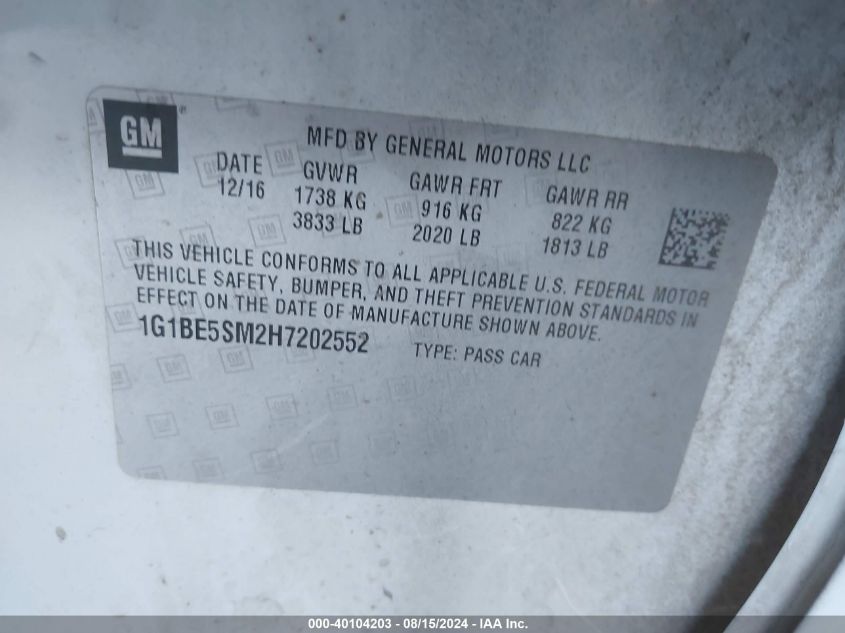 GM ®
MFD BY GENERAL MOTORS LLC
DATE GVWR GAWR FRT GAWR RR
12/16 1738 KG 916 KG 822 KG
3833 LB 2020 LB 1813 LB
THIS VEHICLE CONFORMS TO ALL APPLICABLE U.S. FEDERAL MOTOR
VEHICLE SAFETY, BUMPER, AND THEFT PREVENTION STANDARDS IN
EFFECT ON THE DATE OF MANUFACTURE SHOWN ABOVE.
1G1BE5SM2H7202552 TYPE: PASS CAR
000-40104203 - 08/15/2024 - IAA Inc.